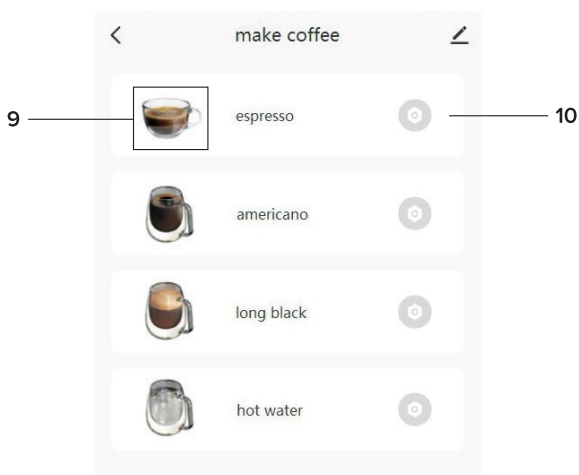 make coffee
9
espresso
10
americano
long black
hot water